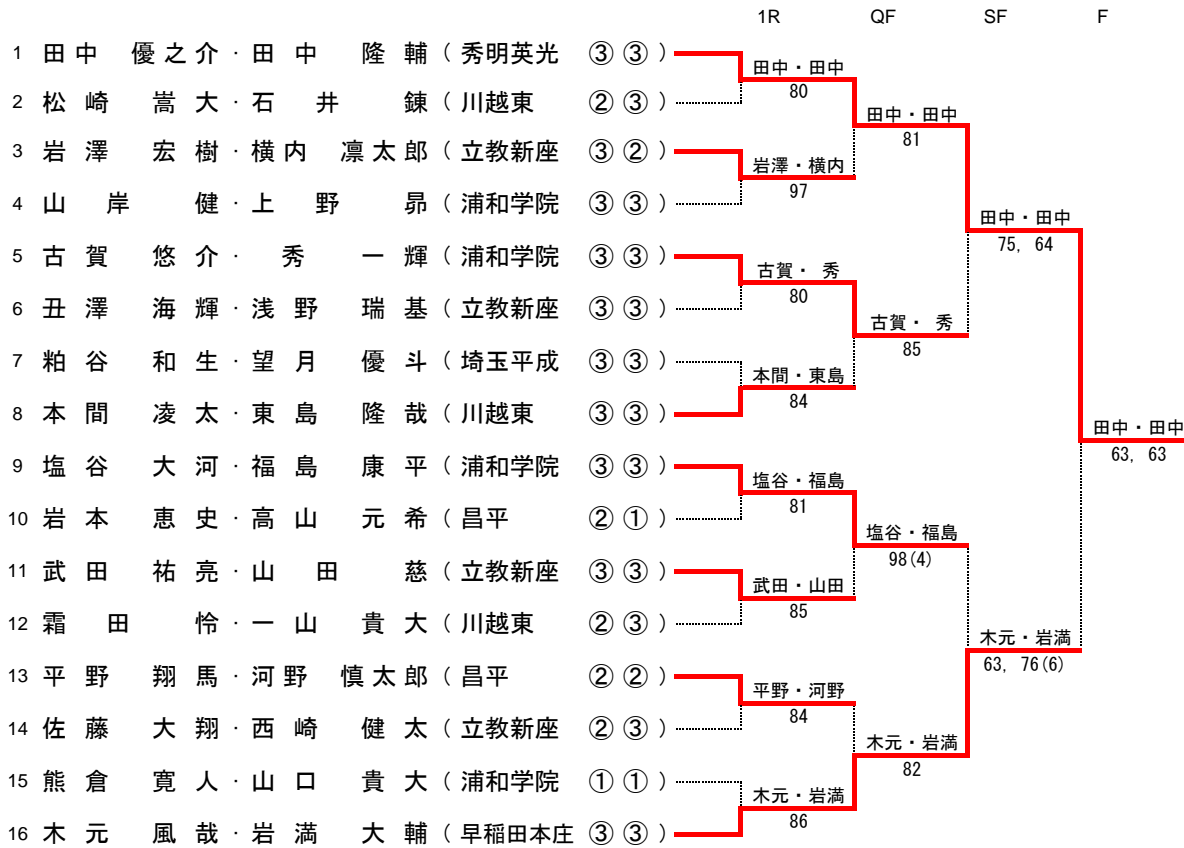 1R QF SF F
1 田中 優之介・田中 隆輔（秀明英光 ③③）
田中・田中
80
2 松崎 嵩大・石井 錬（川越東 ②③）
田中・田中
81
3 岩澤 宏樹・横内 凛太郎（立教新座 ③②）
岩澤・横内
97
4 山岸 健・上野 昴（浦和学院 ③③）
田中・田中
75, 64
5 古賀 悠介・秀 一輝（浦和学院 ③③）
古賀・ 秀
80
6 丑澤 海輝・浅野 瑞基（立教新座 ③③）
古賀・ 秀
85
7 粕谷 和生・望月 優斗（埼玉平成 ③③）
本間・東島
84
8 本間 凌太・東島 隆哉（川越東 ③③）
田中・田中
63, 63
9 塩谷 大河・福島 康平（浦和学院 ③③）
塩谷・福島
81
10 岩本 恵史・高山 元希（昌平 ②①）
塩谷・福島
98(4)
11 武田 祐亮・山田 慈（立教新座 ③③）
武田・山田
85
12 霜田 怜・一山 貴大（川越東 ②③）
木元・岩満
63, 76(6)
13 平野 翔馬・河野 慎太郎（昌平 ②②）
平野・河野
84
14 佐藤 大翔・西崎 健太（立教新座 ②③）
木元・岩満
82
15 熊倉 寛人・山口 貴大（浦和学院 ①①）
木元・岩満
86
16 木元 風哉・岩満 大輔（早稲田本庄 ③③）